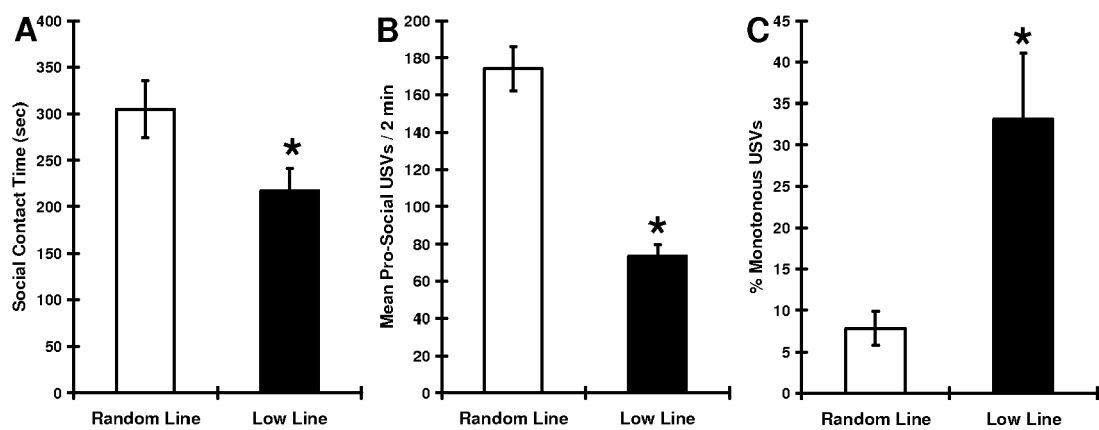 A
Social Contact Time (sec)
400
350
300
250
200
150
100
50
0
Random Line
Low Line
*
B
Mean Pro-Social USVs / 2 min
200
180
160
140
120
100
80
60
40
20
0
Random Line
Low Line
*
C
% Monotonous USVs
45
40
35
30
25
20
15
10
5
0
Random Line
Low Line
*